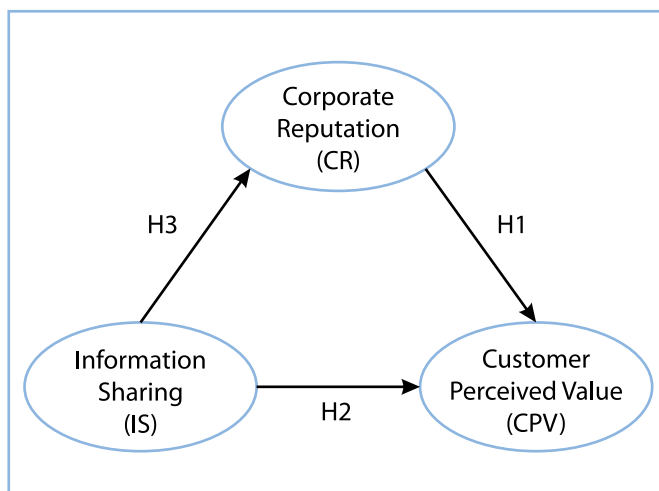 Corporate
Reputation
(CR)
H3
H1
Information
Sharing
(IS)
H2
Customer
Perceived Value
(CPV)